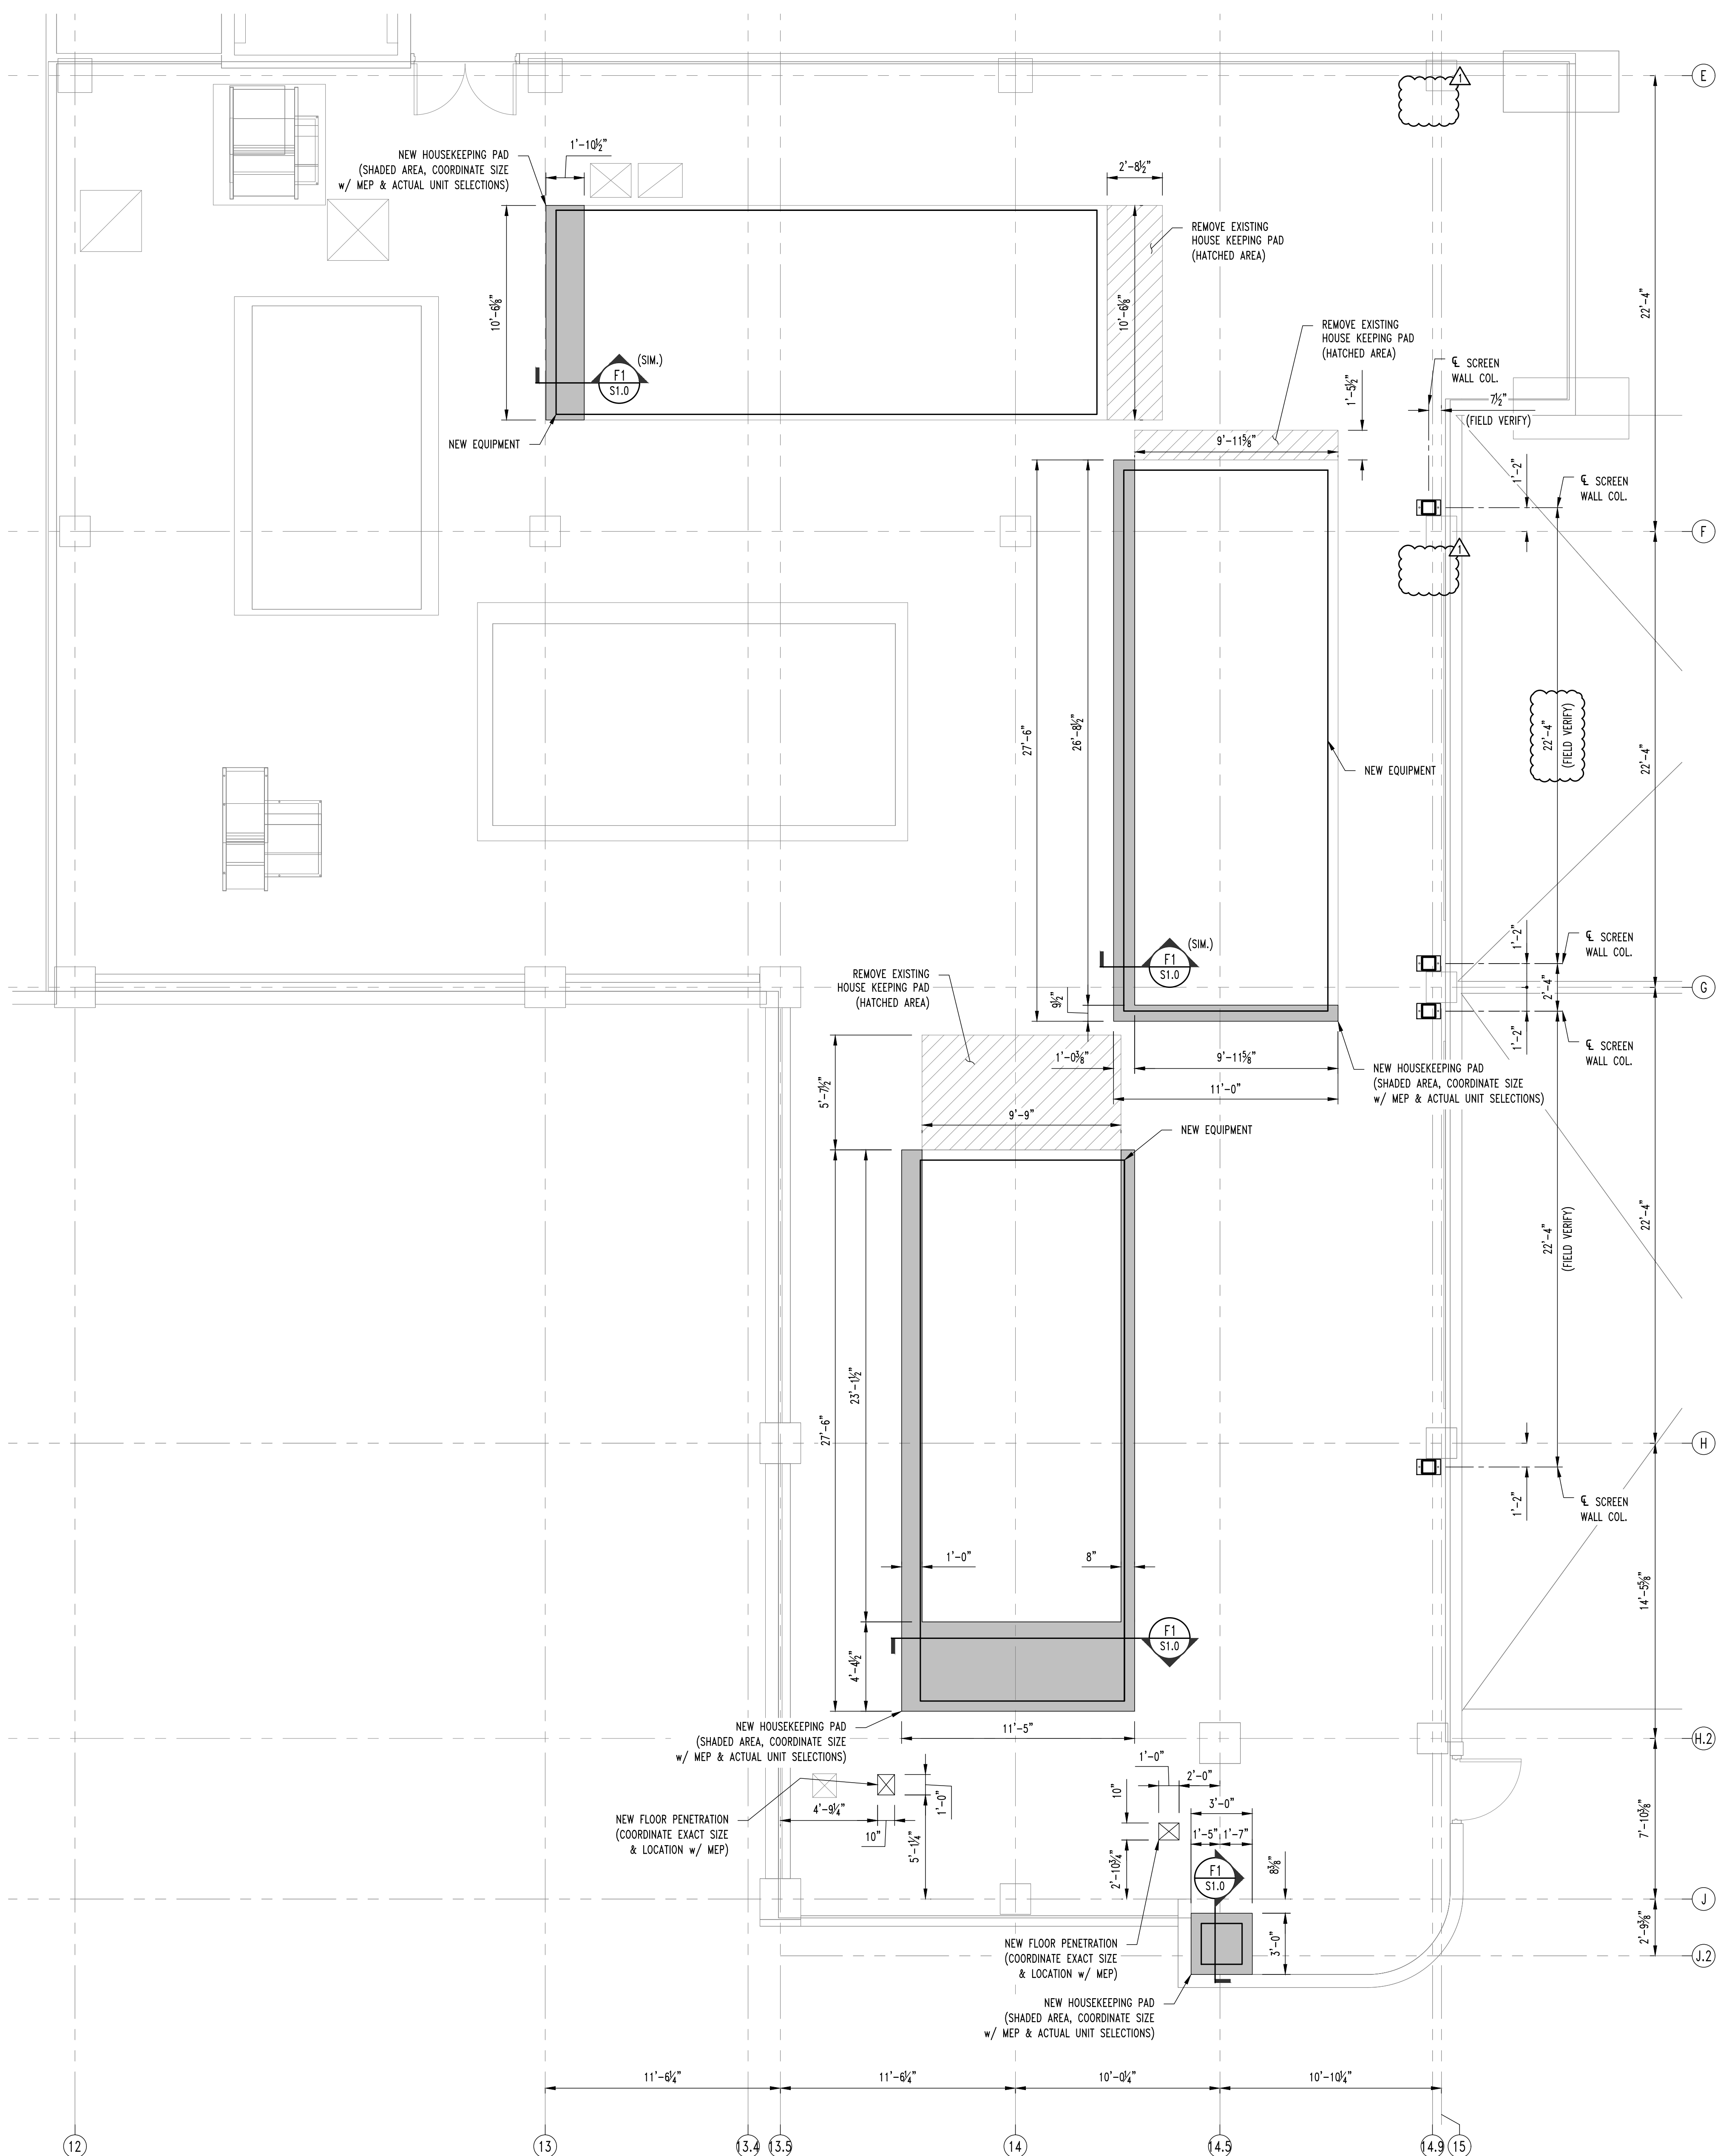 E
1
1'-10½"
NEW HOUSEKEEPING PAD
(SHADED AREA, COORDINATE SIZE
w/ MEP & ACTUAL UNIT SELECTIONS)
2'-8½"
REMOVE EXISTING
HOUSE KEEPING PAD
(HATCHED AREA)
10'-6⅛"
10'-6⅛"
22'-4"
REMOVE EXISTING
HOUSE KEEPING PAD
(HATCHED AREA)
(SIM.)
F1
S1.0
℄ SCREEN
WALL COL.
1'-5½"
7½"
(FIELD VERIFY)
NEW EQUIPMENT
9'-11⅝"
1'-2"
℄ SCREEN
WALL COL.
F
1
27'-6"
26'-8½"
22'-4"
(FIELD VERIFY)
22'-4"
NEW EQUIPMENT
(SIM.)
F1
S1.0
1'-2"
℄ SCREEN
WALL COL.
REMOVE EXISTING
HOUSE KEEPING PAD
(HATCHED AREA)
9½"
2'-4"
G
1'-2"
℄ SCREEN
WALL COL.
1'-0⅜"
9'-11⅝"
11'-0"
NEW HOUSEKEEPING PAD
(SHADED AREA, COORDINATE SIZE
w/ MEP & ACTUAL UNIT SELECTIONS)
5'-7½"
9'-9"
NEW EQUIPMENT
22'-4"
(FIELD VERIFY)
22'-4"
23'-1½"
27'-6"
H
1'-2"
℄ SCREEN
WALL COL.
1'-0"
8"
14'-5⅝"
F1
S1.0
4'-4½"
NEW HOUSEKEEPING PAD
(SHADED AREA, COORDINATE SIZE
w/ MEP & ACTUAL UNIT SELECTIONS)
11'-5"
H.2
1'-0"
2'-0"
10"
3'-0"
1'-0"
4'-9¼"
10"
5'-1¼"
NEW FLOOR PENETRATION
(COORDINATE EXACT SIZE
& LOCATION w/ MEP)
1'-5"
1'-7"
7'-10⅜"
2'-10¾"
F1
S1.0
8⅜"
J
NEW FLOOR PENETRATION
(COORDINATE EXACT SIZE
& LOCATION w/ MEP)
3'-0"
2'-9⅜"
J.2
NEW HOUSEKEEPING PAD
(SHADED AREA, COORDINATE SIZE
w/ MEP & ACTUAL UNIT SELECTIONS)
11'-6¼"
11'-6¼"
10'-0¼"
10'-10¼"
12
13
13.4
13.5
14
14.5
14.9
15